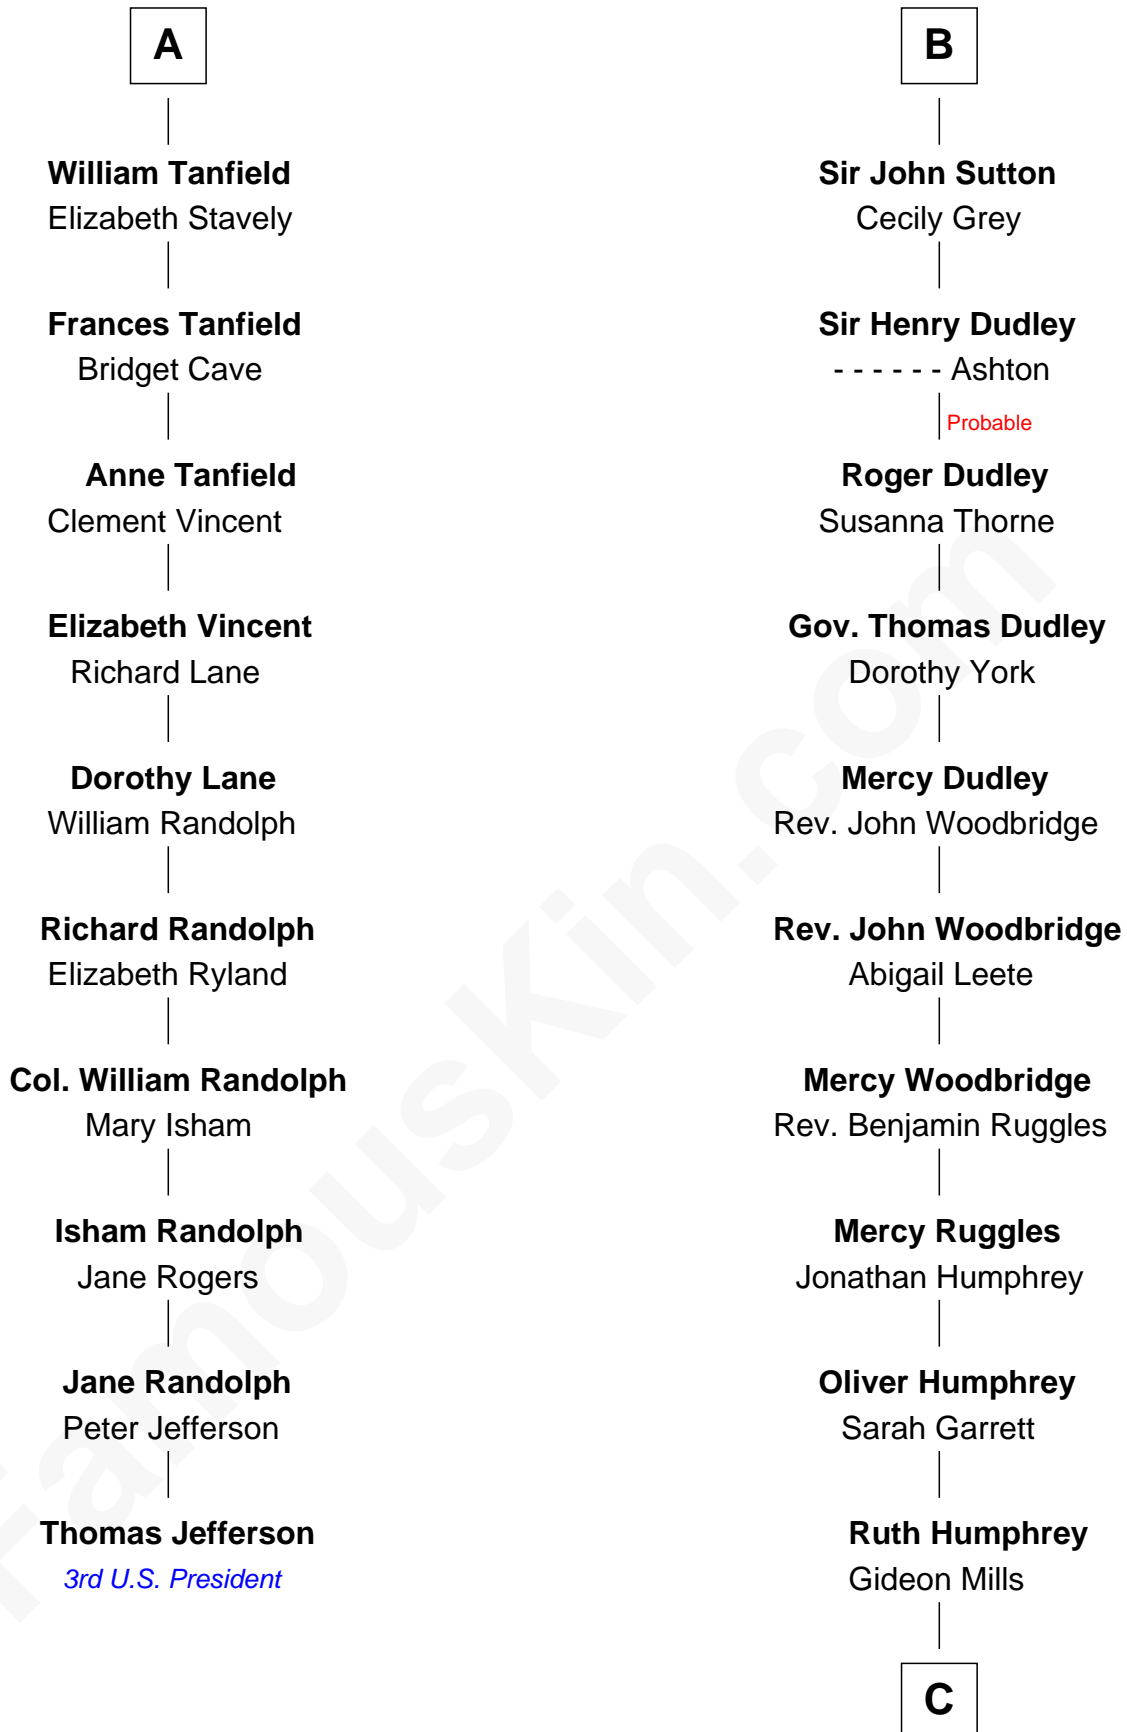 A
William Tanfield
Elizabeth Stavely
Frances Tanfield
Bridget Cave
Anne Tanfield
Clement Vincent
Elizabeth Vincent
Richard Lane
Dorothy Lane
William Randolph
Richard Randolph
Elizabeth Ryland
Col. William Randolph
Mary Isham
Isham Randolph
Jane Rogers
Jane Randolph
Peter Jefferson
Thomas Jefferson
3rd U.S. President
B
Sir John Sutton
Cecily Grey
Sir Henry Dudley
- - - - - - Ashton
Probable
Roger Dudley
Susanna Thorne
Gov. Thomas Dudley
Dorothy York
Mercy Dudley
Rev. John Woodbridge
Rev. John Woodbridge
Abigail Leete
Mercy Woodbridge
Rev. Benjamin Ruggles
Mercy Ruggles
Jonathan Humphrey
Oliver Humphrey
Sarah Garrett
Ruth Humphrey
Gideon Mills
C
FamousKin.com